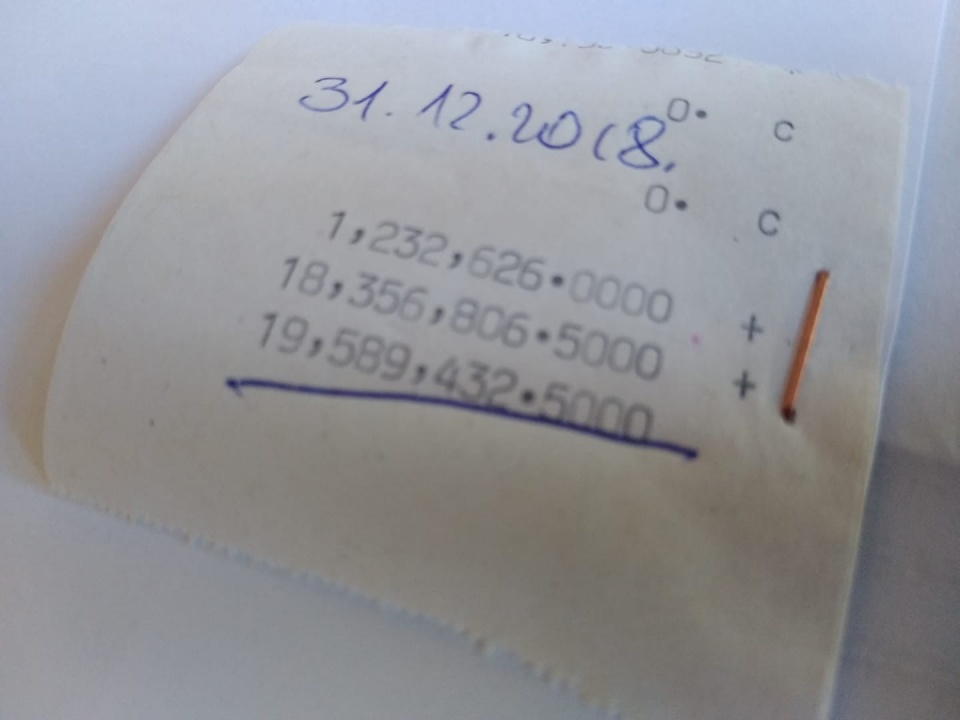 0. C
31.12.2018.
0. C
1,232,626.0000 +
18,356,806.5000 +
19,589,432.5000